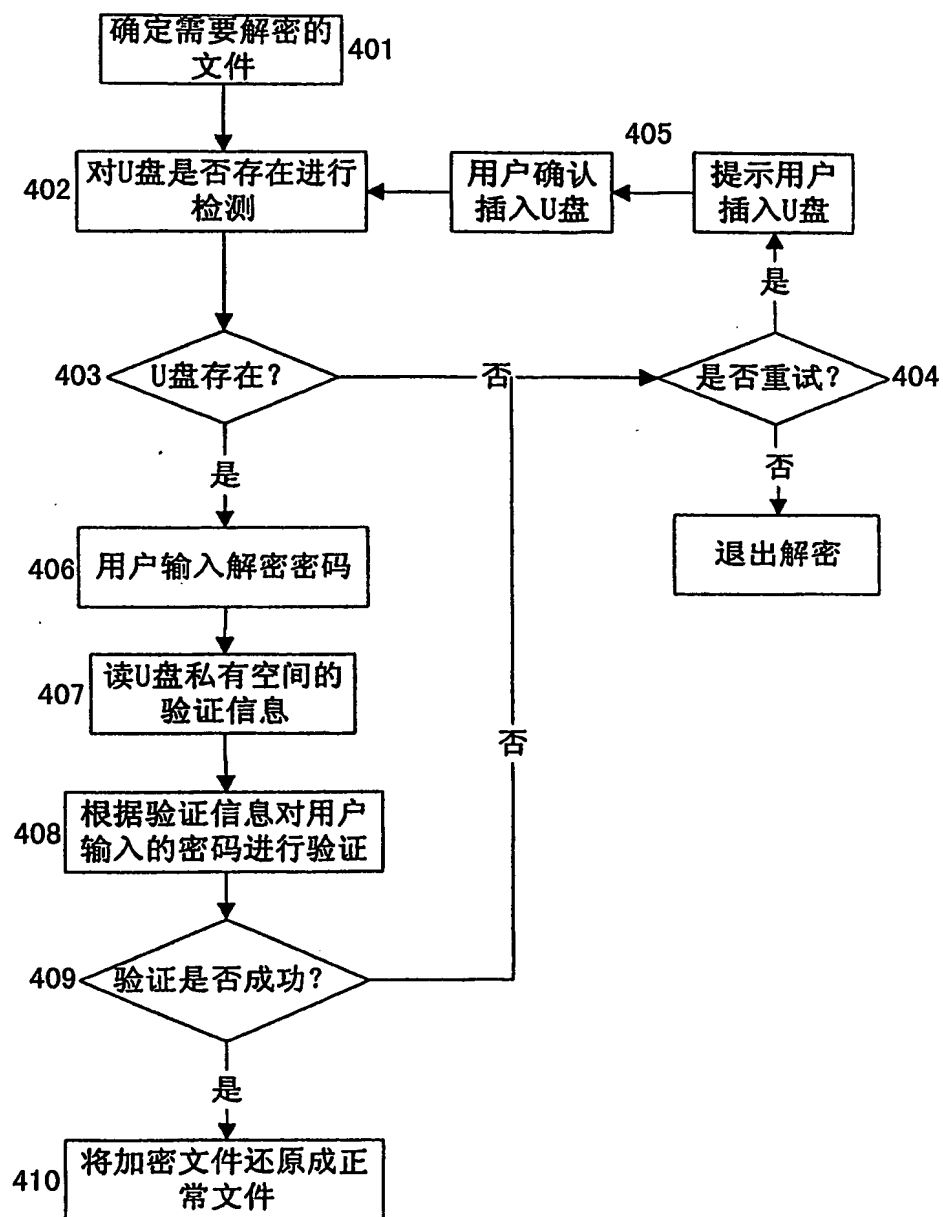 确定需要解密的
文件
401
402
对U盘是否存在进行
检测
405
用户确认
插入U盘
提示用户
插入U盘
是
403
U盘存在？
否
是否重试？
404
是
否
406
用户输入解密密码
退出解密
407
读U盘私有空间的
验证信息
否
408
根据验证信息对用户
输入的密码进行验证
409
验证是否成功？
是
410
将加密文件还原成正
常文件